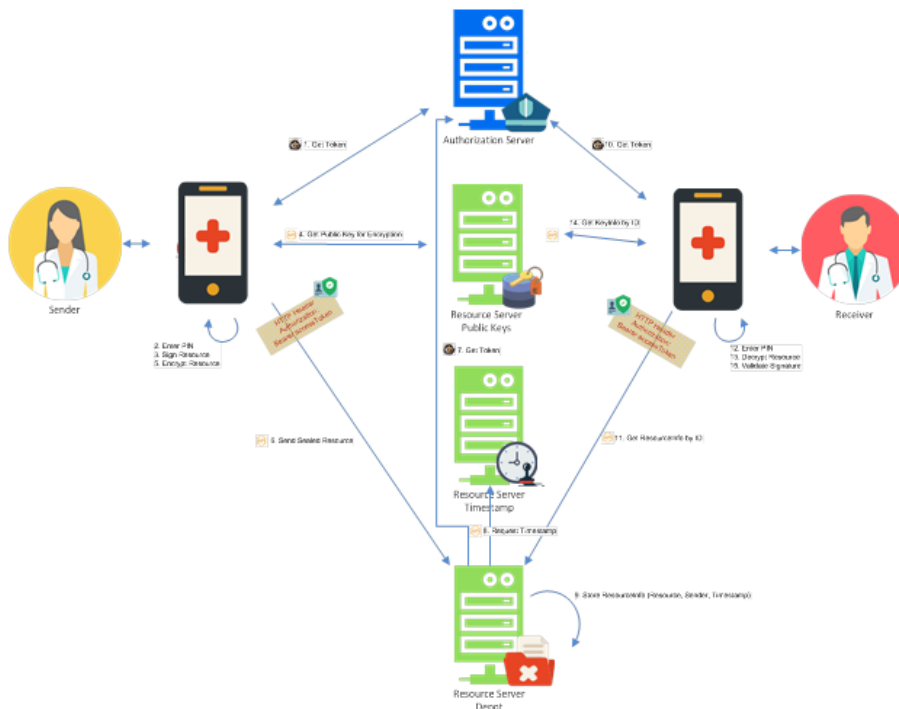 Authorization Server
1. Get Token
10. Get Token
4. Get Public Key for Encryption
14. Get KeyInfo by ID
Sender
Resource Server
Public Keys
Receiver
HTTP Header
Authorization:
Bearer accessToken
HTTP Header
Authorization:
Bearer accessToken
2. Enter PIN
3. Sign Resource
5. Encrypt Resource
7. Get Token
12. Enter PIN
13. Decrypt Resource
15. Validate Signature
6. Send Sealed Resource
11. Get ResourceInfo by ID
Resource Server
Timestamp
8. Request Timestamp
9. Store ResourceInfo (Resource, Sender, Timestamp)
Resource Server
Depot